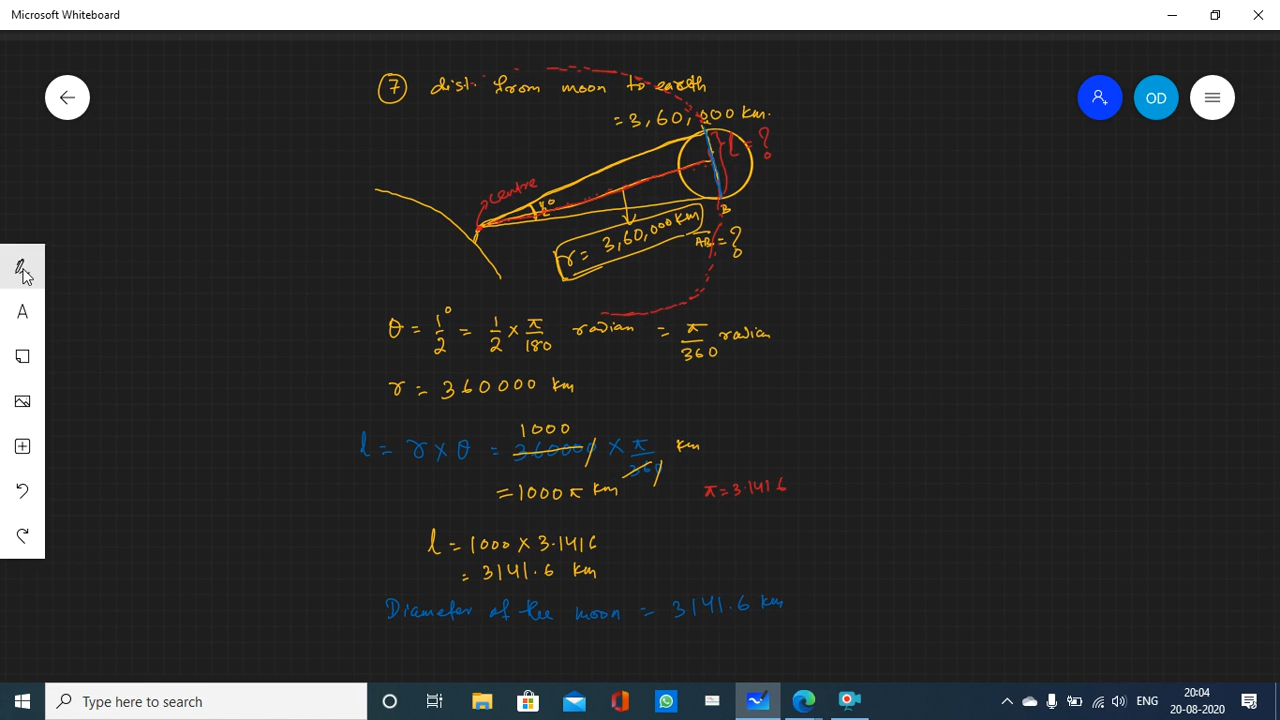 Microsoft Whiteboard
7 dist. from moon to earth
= 3,60,000 km.
l = ?
centre
1/2°
B
r = 3,60,000 km
AB = ?
θ = 1/2° = 1/2 × π/180 radian = π/360 radian
r = 360000 km
1000
l = r × θ = 360000 × π/360 km
= 1000 π km
π = 3.1416
l = 1000 × 3.1416
= 3141.6 km
Diameter of the moon = 3141.6 km
OD
A
Type here to search
ENG
20:04
20-08-2020